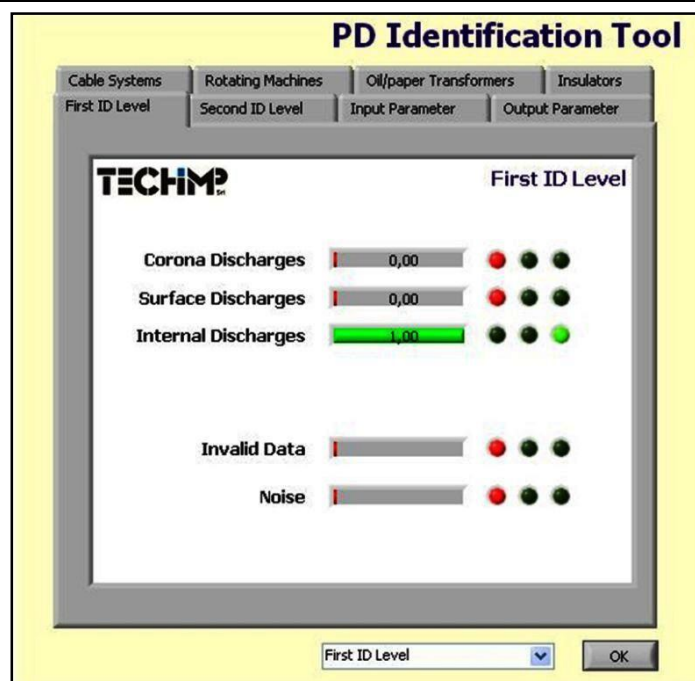 PD Identification Tool
Cable Systems Rotating Machines Oil/paper Transformers Insulators
First ID Level Second ID Level Input Parameter Output Parameter
TECHIMP Srl First ID Level
Corona Discharges 0,00
Surface Discharges 0,00
Internal Discharges 1,00
Invalid Data
Noise
First ID Level OK